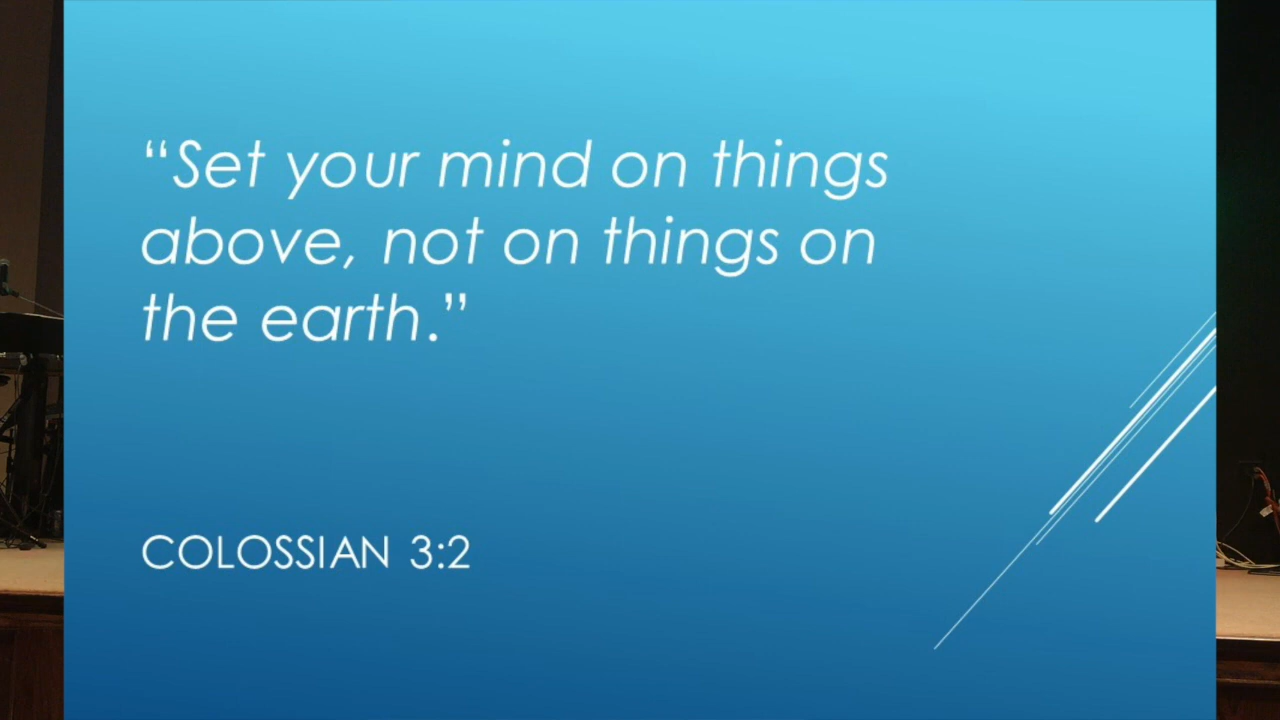 “Set your mind on things
above, not on things on
the earth.”
COLOSSIAN 3:2